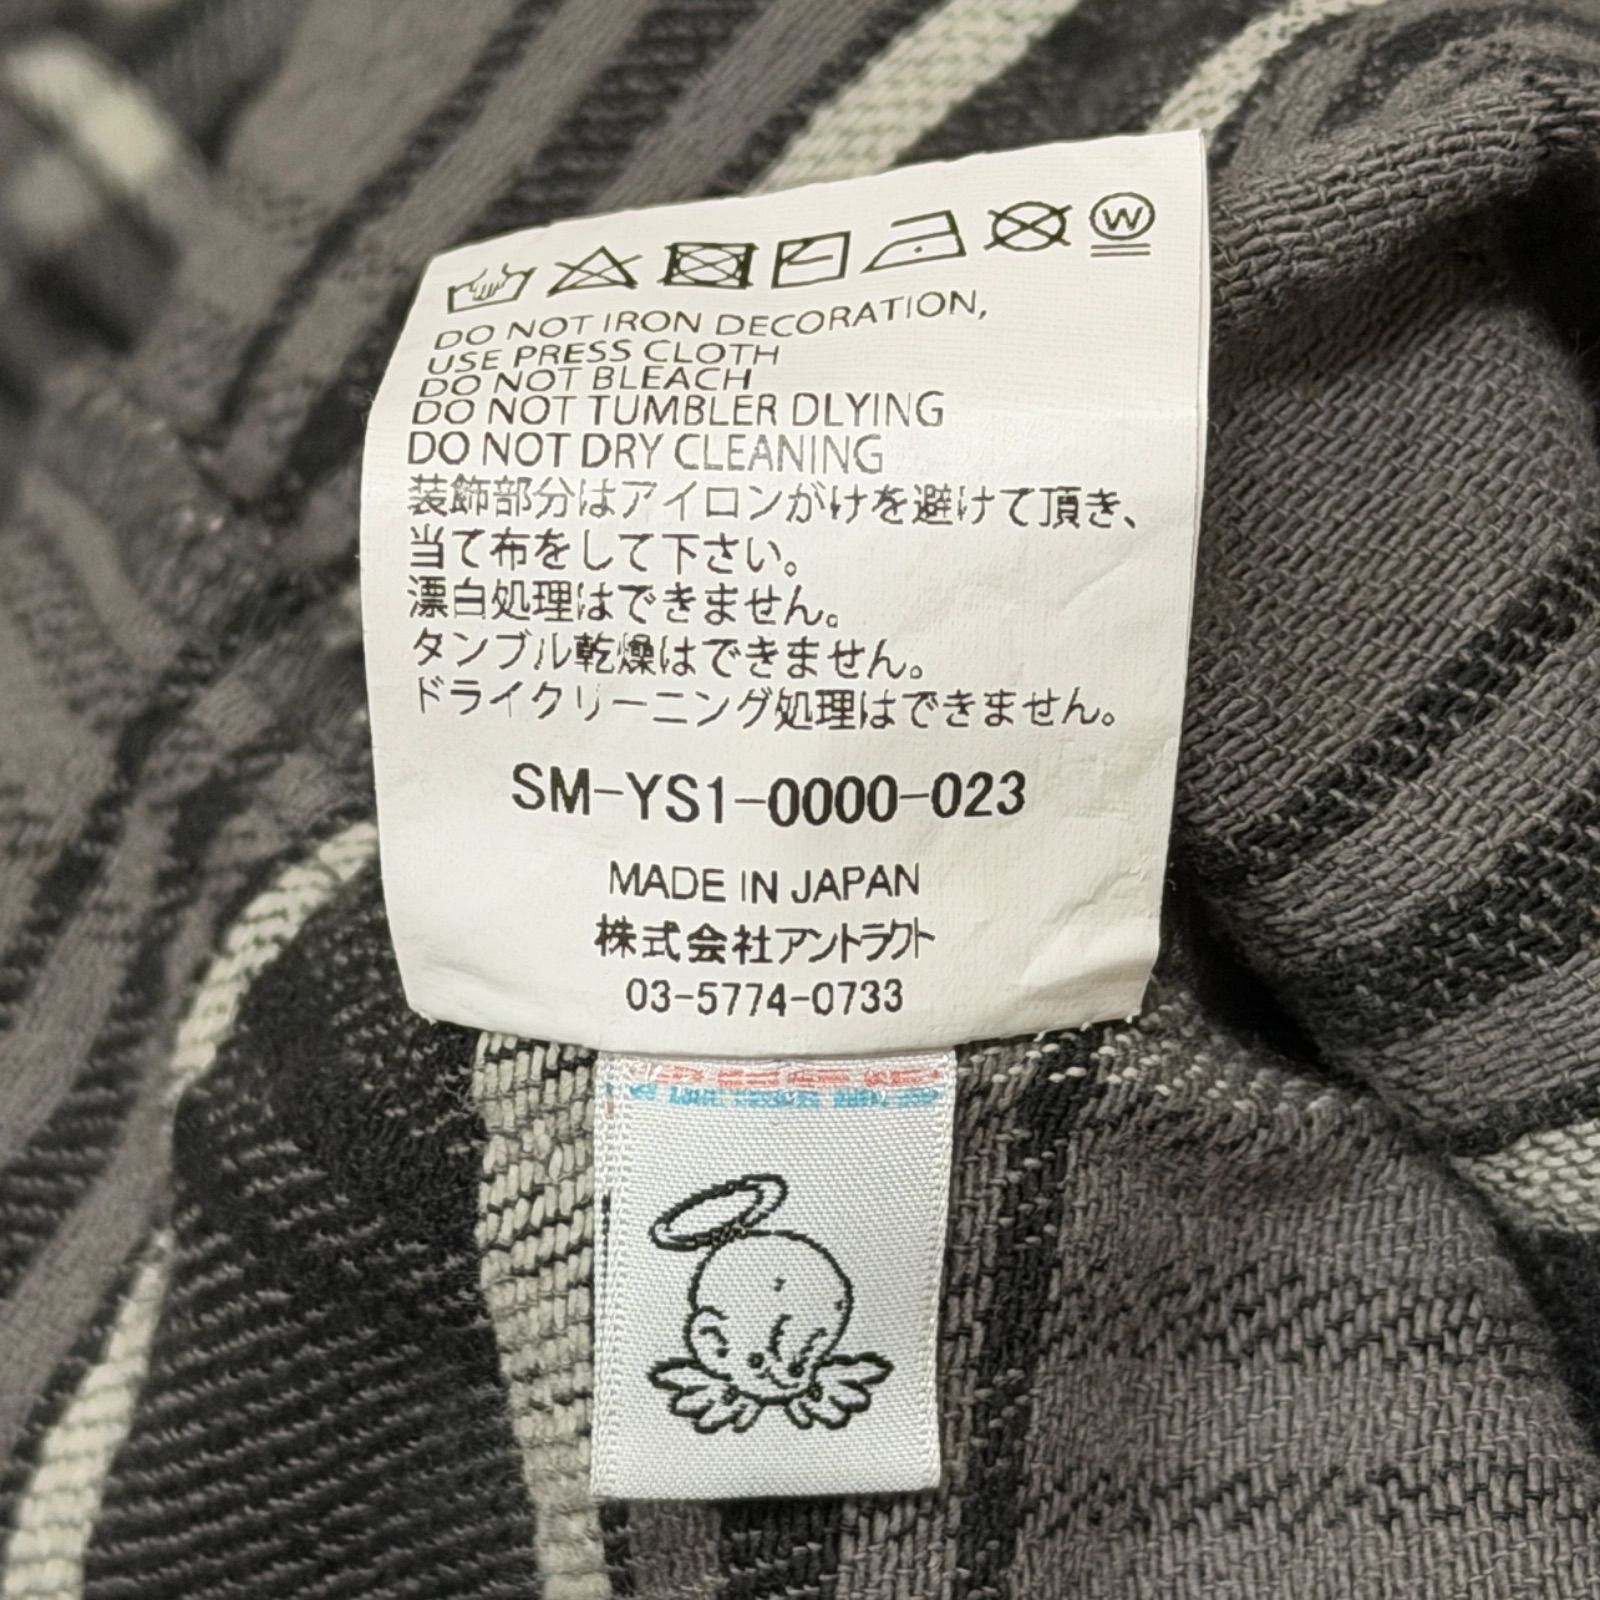 W
DO NOT IRON DECORATION,
USE PRESS CLOTH
DO NOT BLEACH
DO NOT TUMBLER DLYING
DO NOT DRY CLEANING
装飾部分はアイロンがけを避けて頂き、
当て布をして下さい。
漂白処理はできません。
タンブル乾燥はできません。
ドライクリーニング処理はできません。
SM-YS1-0000-023
MADE IN JAPAN
株式会社アントラクト
03-5774-0733